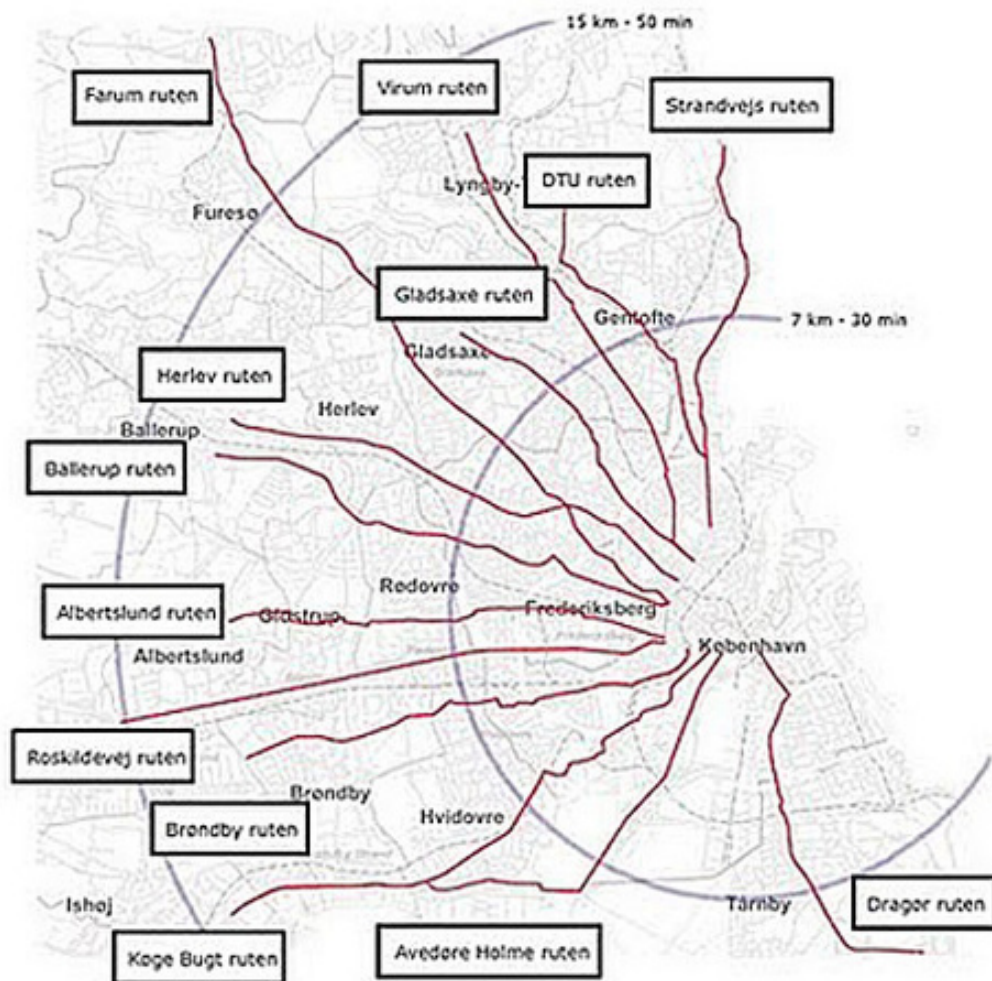 15 km - 50 min
Farum ruten
Virum ruten
Strandvejs ruten
Lyngby-
DTU ruten
Furesø
Gladsaxe ruten
Gentofte
7 km - 30 min
Gladsaxe
Herlev ruten
Herlev
Ballerup
Ballerup ruten
Rødovre
Albertslund ruten
Glostrup
Frederiksberg
Albertslund
København
Roskildevej ruten
Brøndby
Hvidovre
Brøndby ruten
Ishøj
Tårnby
Dragør ruten
Køge Bugt ruten
Avedøre Holme ruten